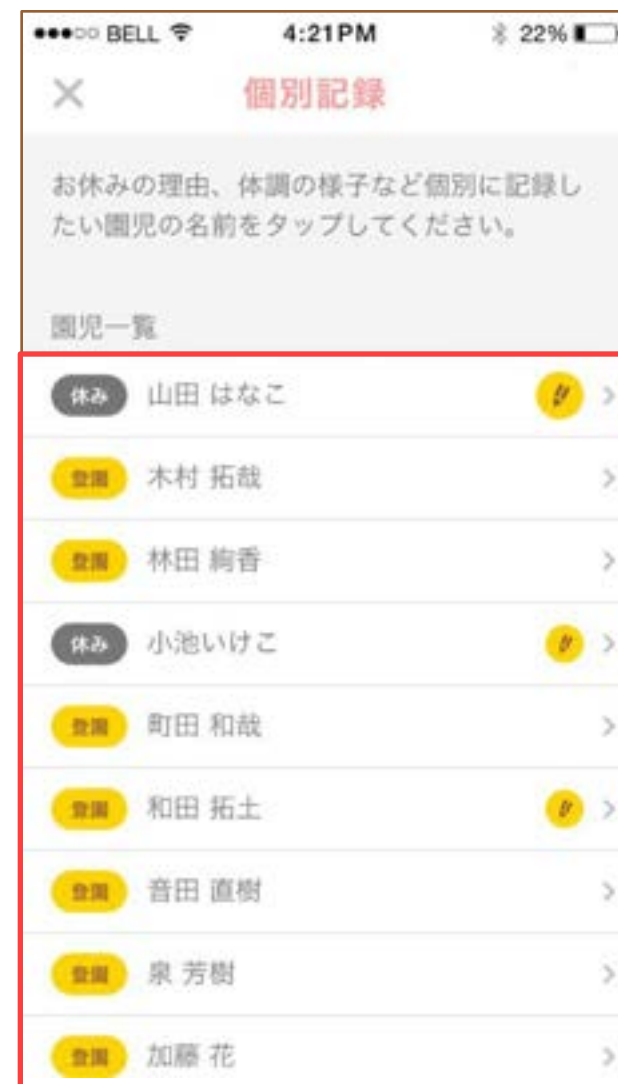 BELL 4:21PM 22%
個別記録
お休みの理由、体調の様子など個別に記録し
たい園児の名前をタップしてください。
園児一覧
休み 山田 はなこ
登園 木村 拓哉
登園 林田 絢香
休み 小池いけこ
登園 町田 和哉
登園 和田 拓土
登園 音田 直樹
登園 泉 芳樹
登園 加藤 花